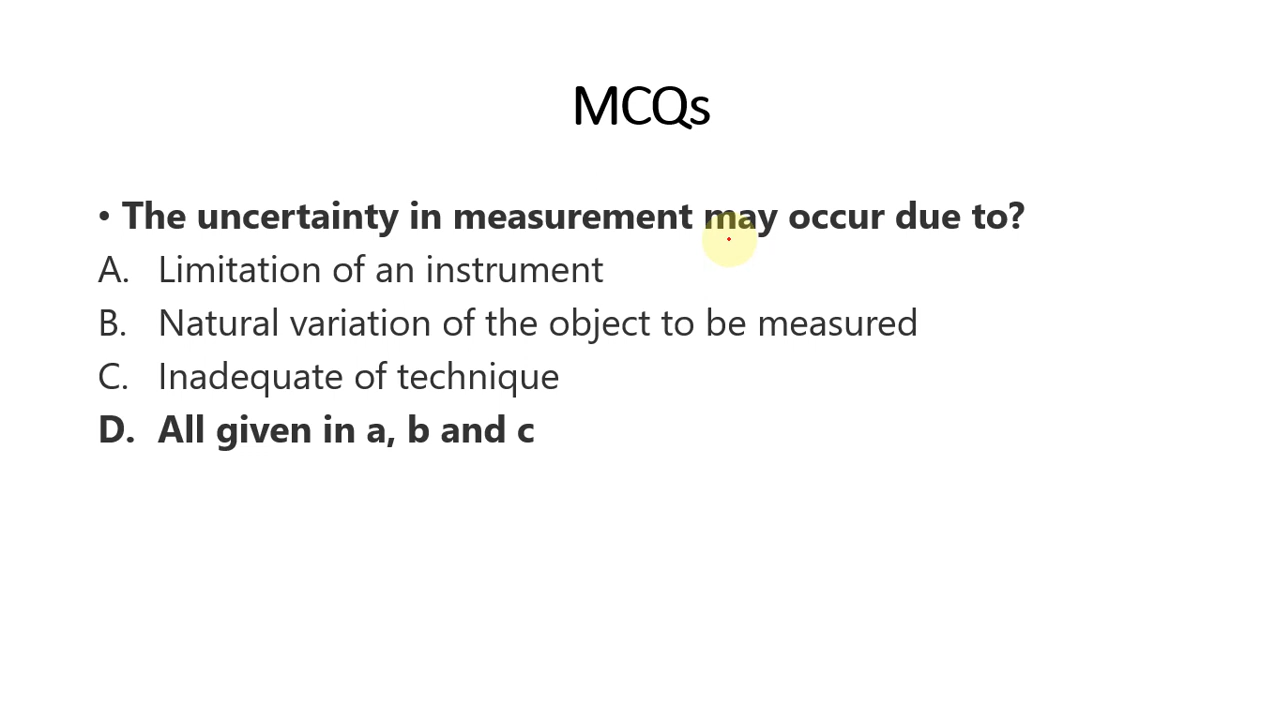 MCQs
• The uncertainty in measurement may occur due to?
A. Limitation of an instrument
B. Natural variation of the object to be measured
C. Inadequate of technique
D. All given in a, b and c